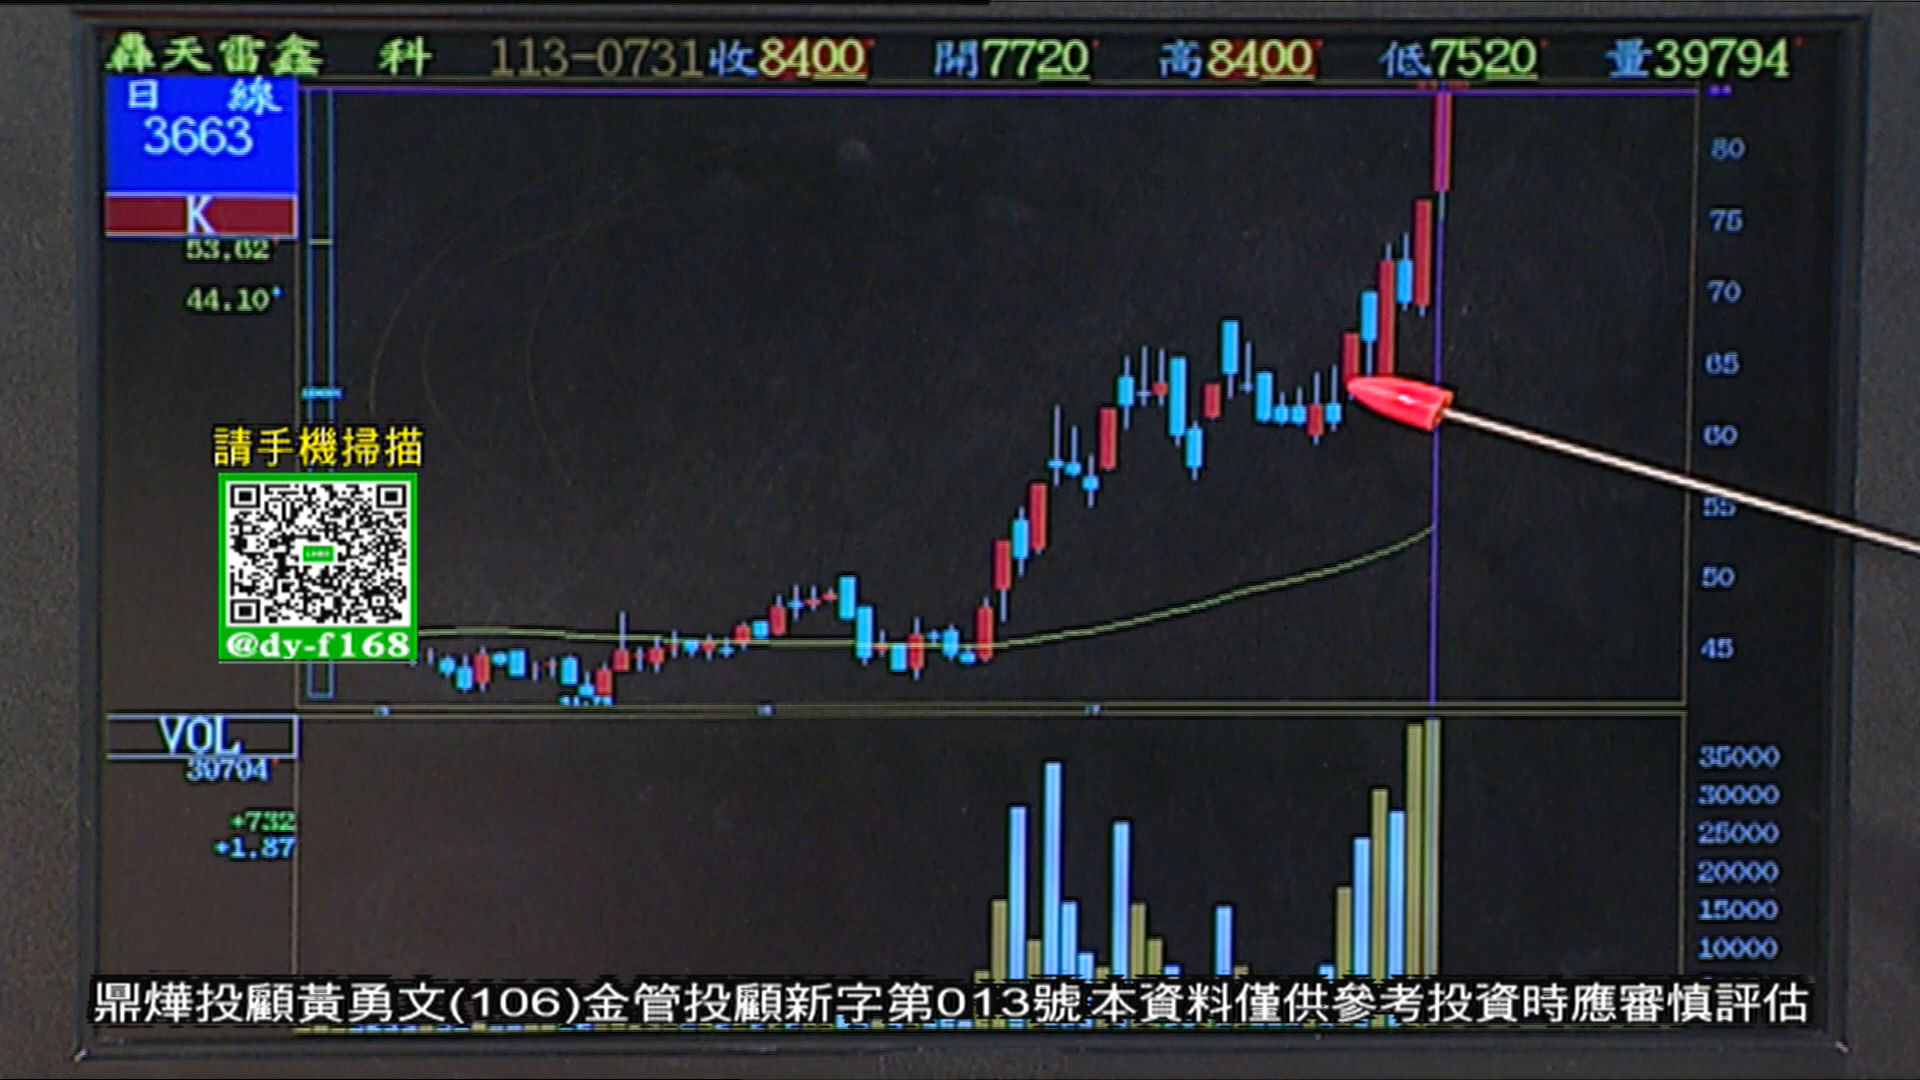 轟天雷鑫 科 113-0731 收8400 開7720 高8400 低7520 量39794
日 線
3663
K
53.62
44.10
80
75
70
65
60
55
50
45
請手機掃描
@dy-f168
VOL
39794
+732
+1.87
35000
30000
25000
20000
15000
10000
鼎燁投顧黃勇文(106)金管投顧新字第013號 本資料僅供參考投資時應審慎評估